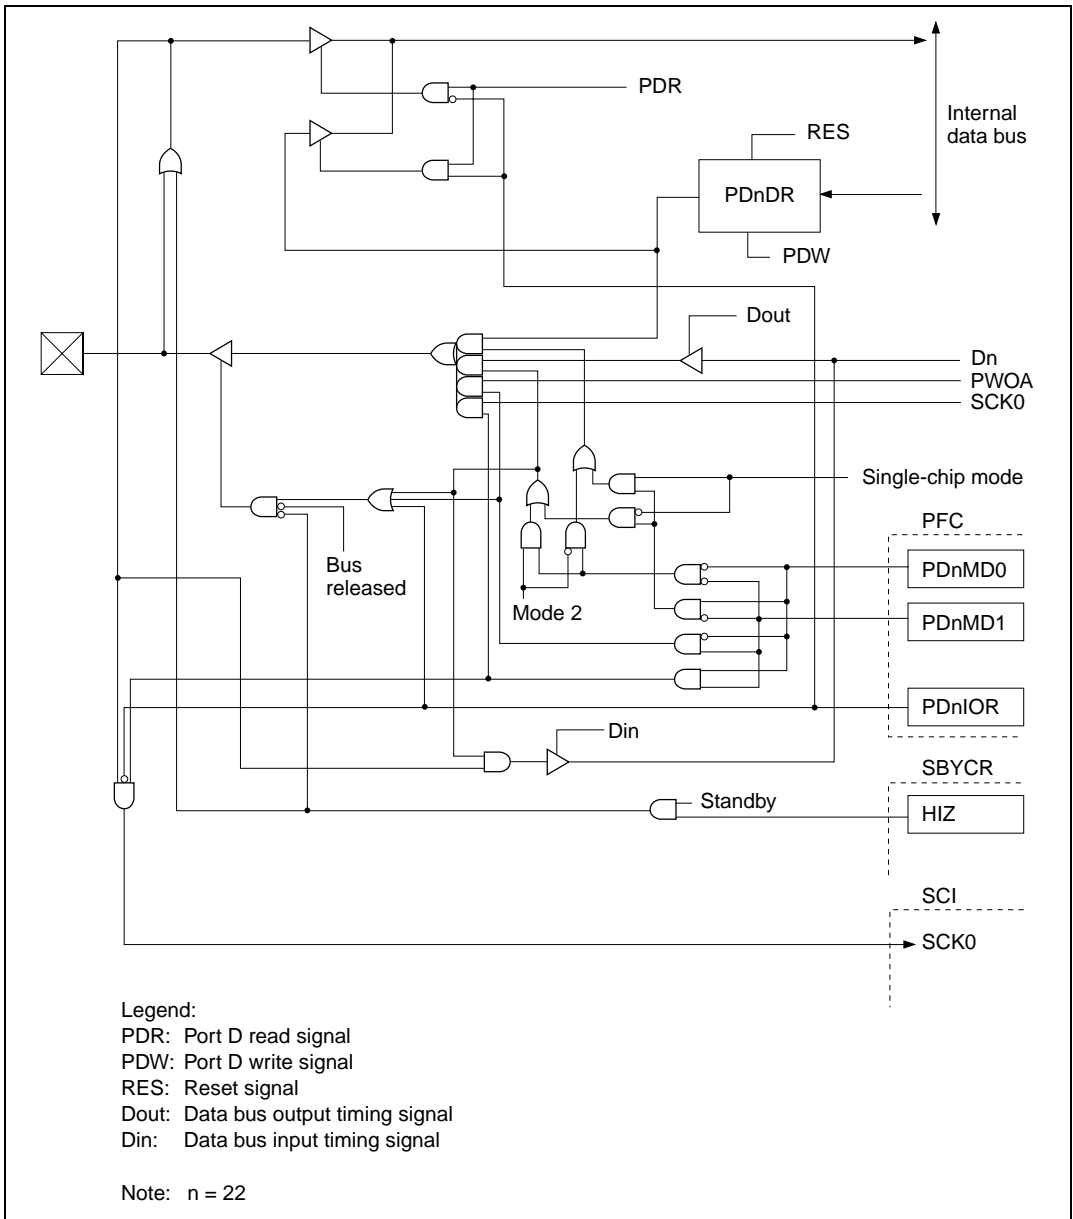 PDR
Internal
data bus
RES
PDnDR
PDW
Dout
Dn
PWOA
SCK0
Single-chip mode
PFC
Bus
released
Mode 2
PDnMD0
PDnMD1
PDnIOR
Din
SBYCR
Standby
HIZ
SCI
SCK0
Legend:
PDR: Port D read signal
PDW: Port D write signal
RES: Reset signal
Dout: Data bus output timing signal
Din: Data bus input timing signal
Note: n = 22